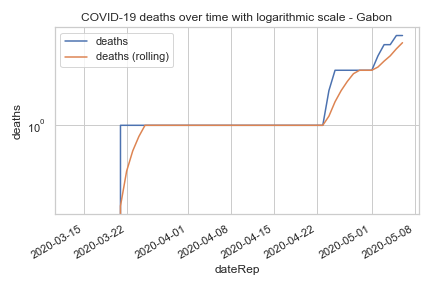 COVID-19 deaths over time with logarithmic scale - Gabon
deaths
deaths (rolling)
deaths
10⁰
2020-03-15
2020-03-22
2020-04-01
2020-04-08
2020-04-15
2020-04-22
2020-05-01
2020-05-08
dateRep